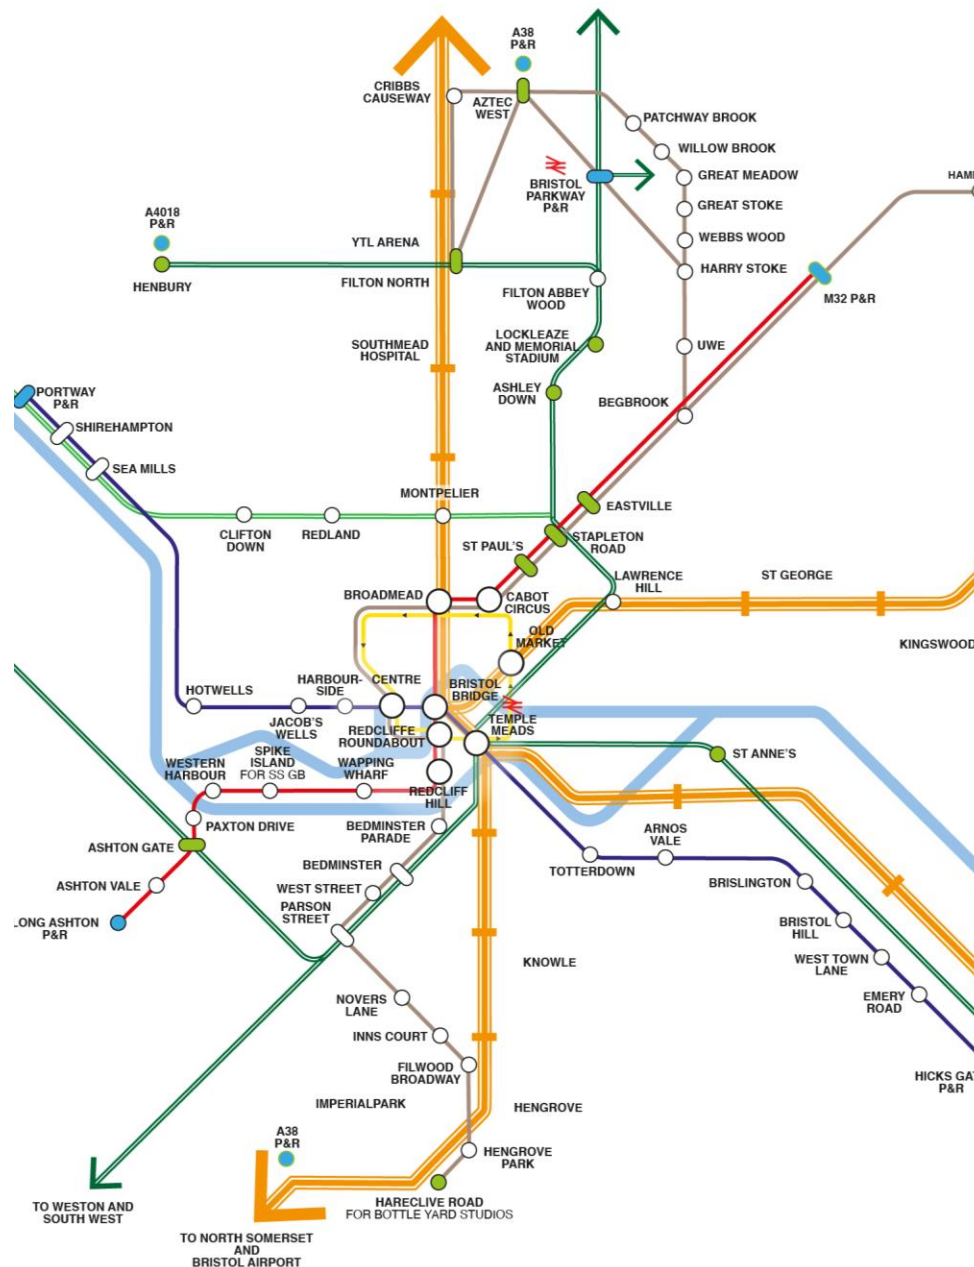 A38
P&R
CRIBBS
CAUSEWAY
AZTEC
WEST
PATCHWAY BROOK
WILLOW BROOK
BRISTOL
PARKWAY
P&R
GREAT MEADOW
HAM
GREAT STOKE
A4018
P&R
WEBBS WOOD
YTL ARENA
HARRY STOKE
HENBURY
FILTON NORTH
FILTON ABBEY
WOOD
M32 P&R
SOUTHMEAD
HOSPITAL
LOCKLEAZE
AND MEMORIAL
STADIUM
UWE
PORTWAY
P&R
ASHLEY
DOWN
BEGBROOK
SHIREHAMPTON
SEA MILLS
MONTPELIER
EASTVILLE
CLIFTON
DOWN
REDLAND
STAPLETON
ROAD
ST PAUL'S
LAWRENCE
HILL
ST GEORGE
BROADMEAD
CABOT
CIRCUS
OLD
MARKET
KINGSWOOD
HARBOUR-
SIDE
CENTRE
BRISTOL
BRIDGE
HOTWELLS
JACOB'S
WELLS
REDCLIFFE
ROUNDABOUT
TEMPLE
MEADS
ST ANNE'S
WESTERN
HARBOUR
SPIKE
ISLAND
FOR SS GB
WAPPING
WHARF
REDCLIFF
HILL
PAXTON DRIVE
BEDMINSTER
PARADE
ARNOS
VALE
ASHTON GATE
BEDMINSTER
TOTTERDOWN
ASHTON VALE
WEST STREET
BRISLINGTON
PARSON
STREET
LONG ASHTON
P&R
BRISTOL
HILL
WEST TOWN
LANE
KNOWLE
NOVERS
LANE
EMERY
ROAD
INNS COURT
FILWOOD
BROADWAY
HICKS GA
P&R
IMPERIALPARK
HENGROVE
A38
P&R
HENGROVE
PARK
HARECLIVE ROAD
FOR BOTTLE YARD STUDIOS
TO WESTON AND
SOUTH WEST
TO NORTH SOMERSET
AND
BRISTOL AIRPORT